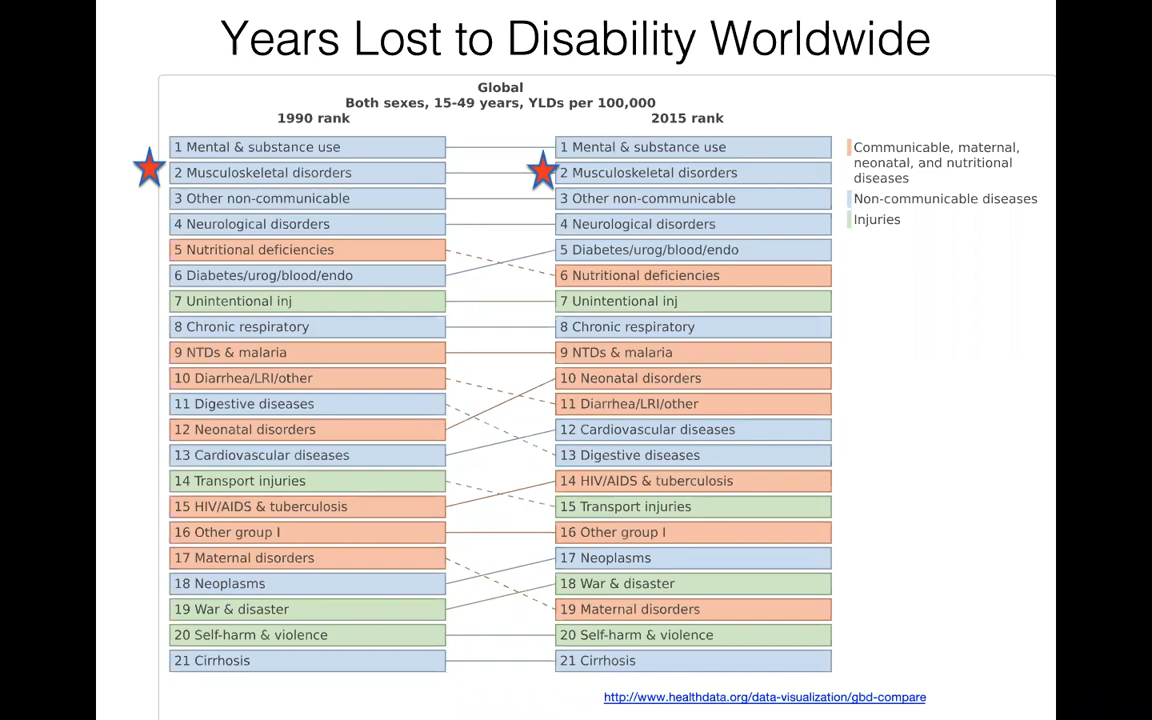 Years Lost to Disability Worldwide
Global
Both sexes, 15-49 years, YLDs per 100,000
1990 rank
2015 rank
1 Mental & substance use
1 Mental & substance use
2 Musculoskeletal disorders
2 Musculoskeletal disorders
3 Other non-communicable
3 Other non-communicable
4 Neurological disorders
4 Neurological disorders
5 Nutritional deficiencies
5 Diabetes/urog/blood/endo
6 Diabetes/urog/blood/endo
6 Nutritional deficiencies
7 Unintentional inj
7 Unintentional inj
8 Chronic respiratory
8 Chronic respiratory
9 NTDs & malaria
9 NTDs & malaria
10 Diarrhea/LRI/other
10 Neonatal disorders
11 Digestive diseases
11 Diarrhea/LRI/other
12 Neonatal disorders
12 Cardiovascular diseases
13 Cardiovascular diseases
13 Digestive diseases
14 Transport injuries
14 HIV/AIDS & tuberculosis
15 HIV/AIDS & tuberculosis
15 Transport injuries
16 Other group I
16 Other group I
17 Maternal disorders
17 Neoplasms
18 Neoplasms
18 War & disaster
19 War & disaster
19 Maternal disorders
20 Self-harm & violence
20 Self-harm & violence
21 Cirrhosis
21 Cirrhosis
Communicable, maternal,
neonatal, and nutritional
diseases
Non-communicable diseases
Injuries
http://www.healthdata.org/data-visualization/gbd-compare